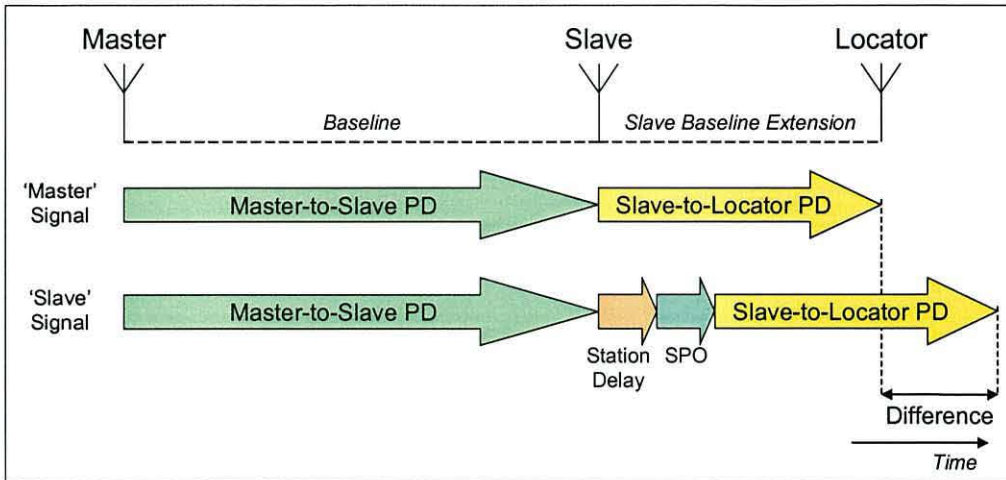 Master
Slave
Locator
Baseline
Slave Baseline Extension
'Master'
Signal
Master-to-Slave PD
Slave-to-Locator PD
'Slave'
Signal
Master-to-Slave PD
Station
Delay
SPO
Slave-to-Locator PD
Difference
Time